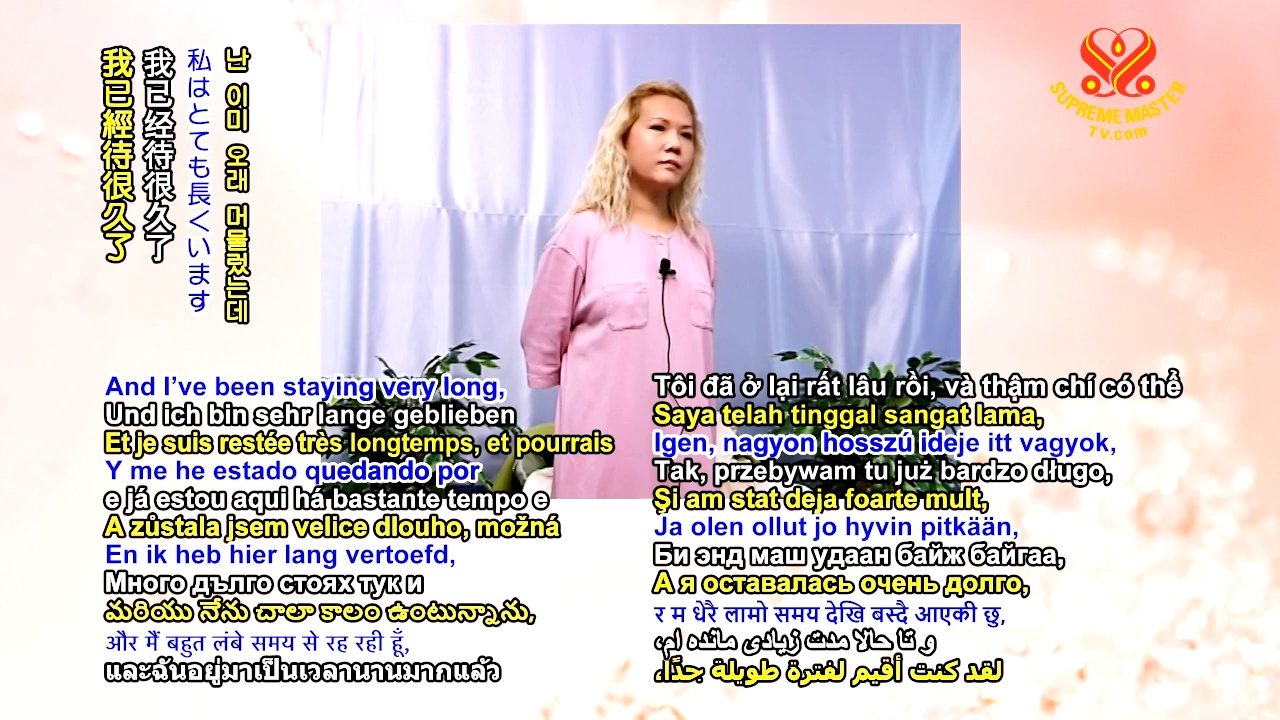 我已經待很久了
我已经待很久了
私はとても長くいます
난 이미 오래 머물렀는데
SUPREME MASTER
TV.com
And I’ve been staying very long,
Und ich bin sehr lange geblieben
Et je suis restée très longtemps, et pourrais
Y me he estado quedando por
e já estou aqui há bastante tempo e
A zůstala jsem velice dlouho, možná
En ik heb hier lang vertoefd,
Много дълго стоях тук и
మరియు నేను చాలా కాలం ఉంటున్నాను,
और मैं बहुत लंबे समय से रह रही हूँ,
และฉันอยู่มาเป็นเวลานานมากแล้ว
Tôi đã ở lại rất lâu rồi, và thậm chí có thể
Saya telah tinggal sangat lama,
Igen, nagyon hosszú ideje itt vagyok,
Tak, przebywam tu już bardzo długo,
Și am stat deja foarte mult,
Ja olen ollut jo hyvin pitkään,
Би энд маш удаан байж байгаа,
А я оставалась очень долго,
र म धेरै लामो समय देखि बस्दै आएकी छु,
و تا حالا مدت زیادی مانده ام،
لقد كنت أقيم لفترة طويلة جدًا،